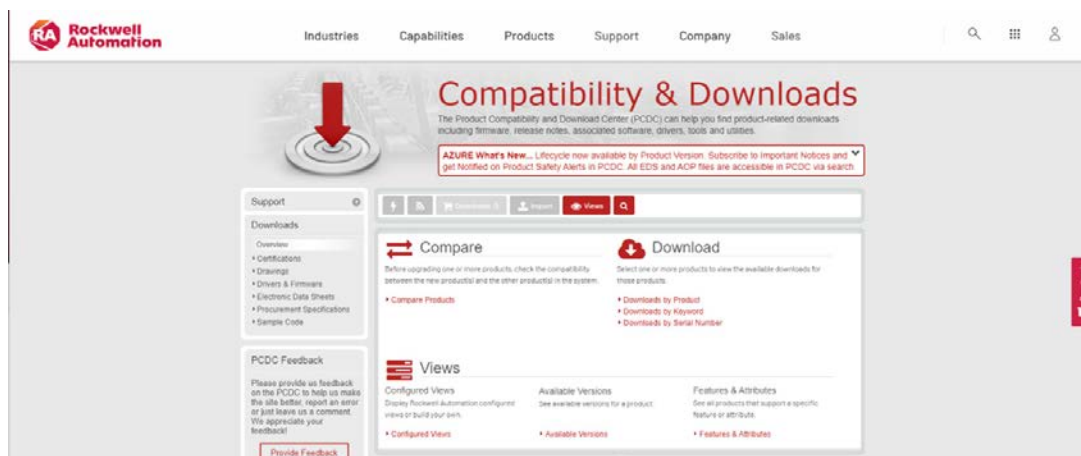 Rockwell
Automation
Industries
Capabilities
Products
Support
Company
Sales
Compatibility & Downloads
The Product Compatibility and Download Center (PCDC) can help you find product-related downloads
including firmware, release notes, associated software, drivers, tools and utilities.
AZURE What's New... Lifecycle now available by Product Version. Subscribe to Important Notices and
get Notified on Product Safety Alerts in PCDC. All EDS and AOP files are accessible in PCDC via search
Support
Downloads
Overview
Certifications
Drawings
Drivers & Firmware
Electronic Data Sheets
Procurement Specifications
Sample Code
PCDC Feedback
Please provide us feedback
on the PCDC to help us make
the site better, report an error
or just leave us a comment.
We appreciate your
feedback!
Provide Feedback
Import
Views
Compare
Before upgrading one or more products, check the compatibility
between the new product(s) and the other product(s) in the system.
Compare Products
Download
Select one or more products to view the available downloads for
those products.
Downloads by Product
Downloads by Keyword
Downloads by Serial Number
Views
Configured Views
Display Rockwell Automation configured
views or build your own.
Configured Views
Available Versions
See available versions for a product.
Available Versions
Features & Attributes
See all products that support a specific
feature or attribute.
Features & Attributes